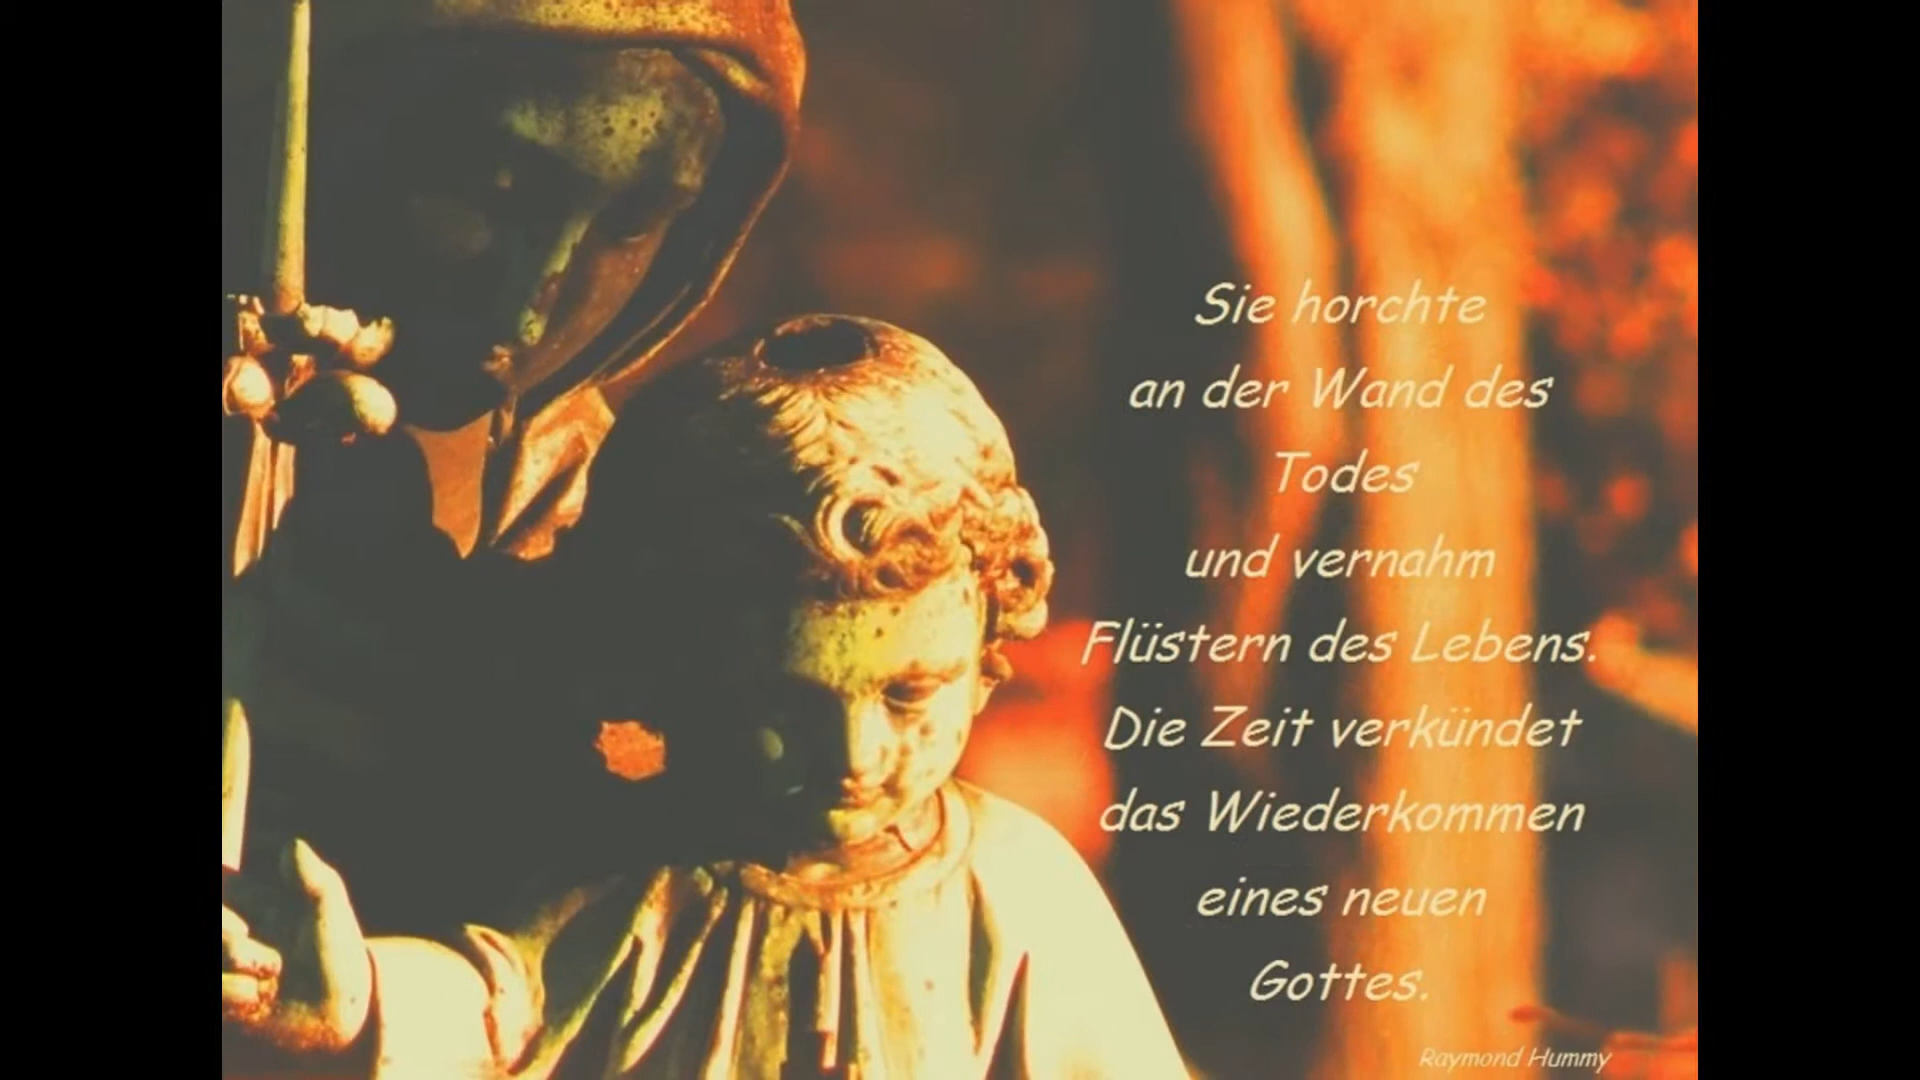 Sie horchte
an der Wand des
Todes
und vernahm
Flüstern des Lebens.
Die Zeit verkündet
das Wiederkommen
eines neuen
Gottes.
Raymond Hummy